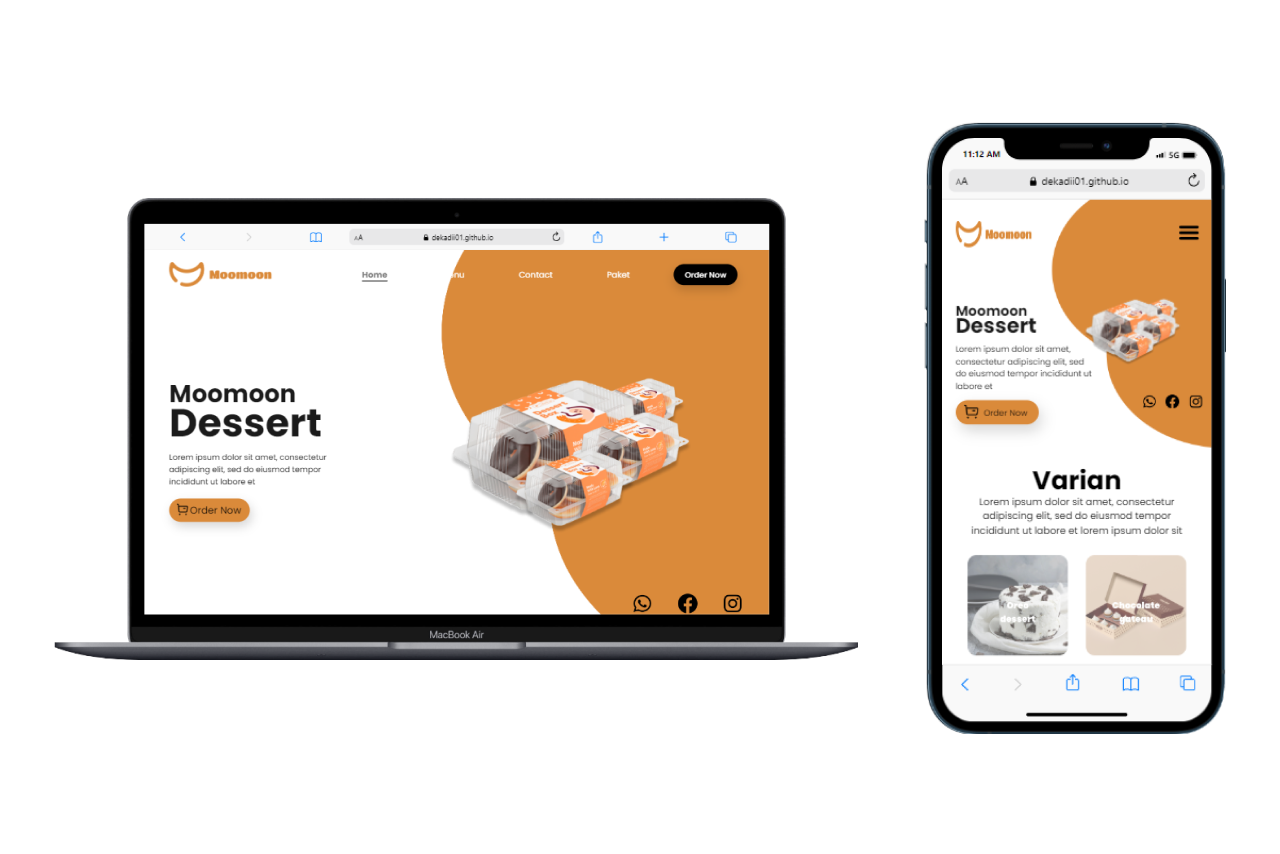 AA
dekadii01.github.io
Moomoon
Home
nu
Contact
Paket
Order Now
Moomoon
Dessert
Lorem ipsum dolor sit amet, consectetur
adipiscing elit, sed do eiusmod tempor
incididunt ut labore et
Order Now
Dessert
Box
MacBook Air
11:12 AM
5G
AA
dekadii01.github.io
Moomoon
Moomoon
Dessert
Lorem ipsum dolor sit amet,
consectetur adipiscing elit, sed
do eiusmod tempor incididunt ut
labore et
Order Now
Varian
Lorem ipsum dolor sit amet, consectetur
adipiscing elit, sed do eiusmod tempor
incididunt ut labore et lorem ipsum dolor sit
Oreo
dessert
Chocolate
gateau